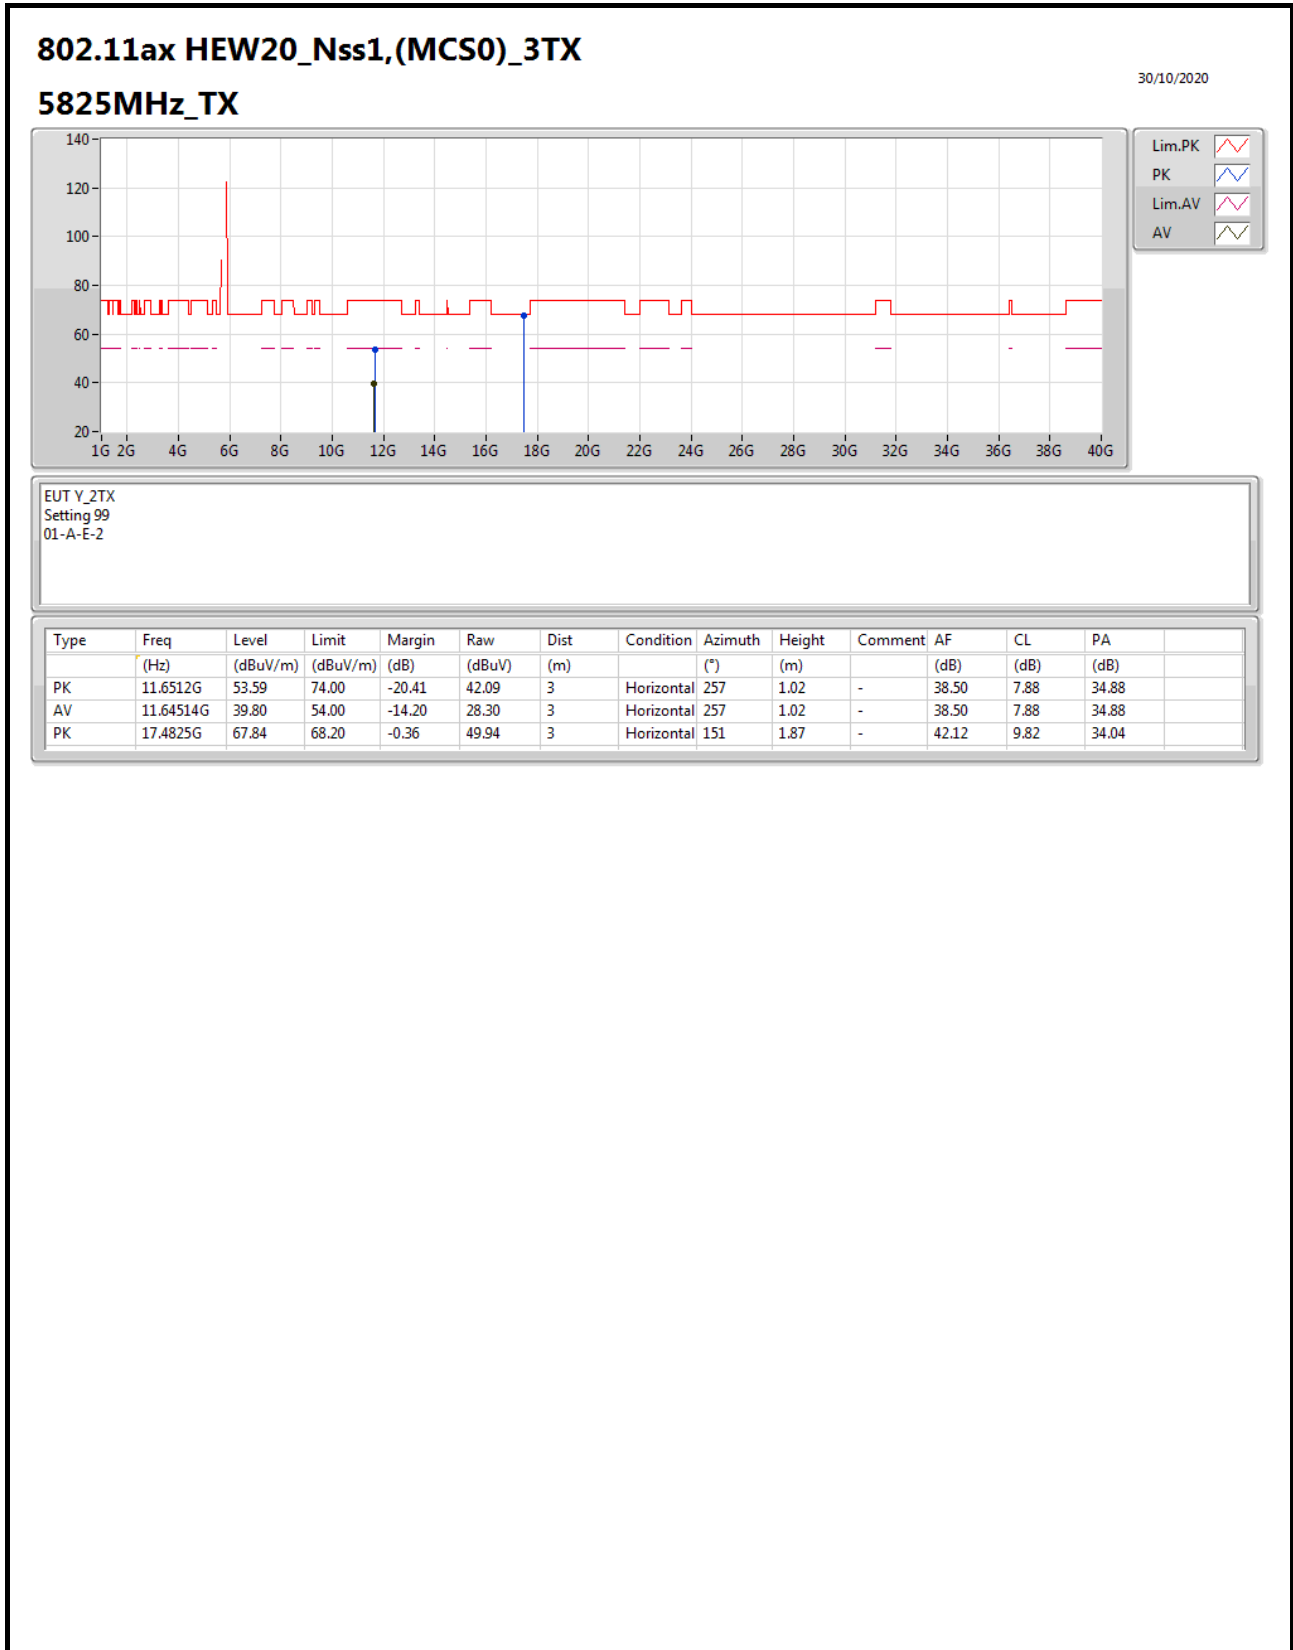 802.11ax HEW20_Nss1,(MCS0)_3TX
30/10/2020
5825MHz_TX
140
120
100
80
60
40
20
1G 2G 4G 6G 8G 10G 12G 14G 16G 18G 20G 22G 24G 26G 28G 30G 32G 34G 36G 38G 40G
Lim.PK
PK
Lim.AV
AV
EUT Y_2TX
Setting 99
01-A-E-2
Type Freq Level Limit Margin Raw Dist Condition Azimuth Height Comment AF CL PA
(Hz) (dBuV/m) (dBuV/m) (dB) (dBuV) (m) (°) (m) (dB) (dB) (dB)
PK 11.6512G 53.59 74.00 -20.41 42.09 3 Horizontal 257 1.02 - 38.50 7.88 34.88
AV 11.64514G 39.80 54.00 -14.20 28.30 3 Horizontal 257 1.02 - 38.50 7.88 34.88
PK 17.4825G 67.84 68.20 -0.36 49.94 3 Horizontal 151 1.87 - 42.12 9.82 34.04